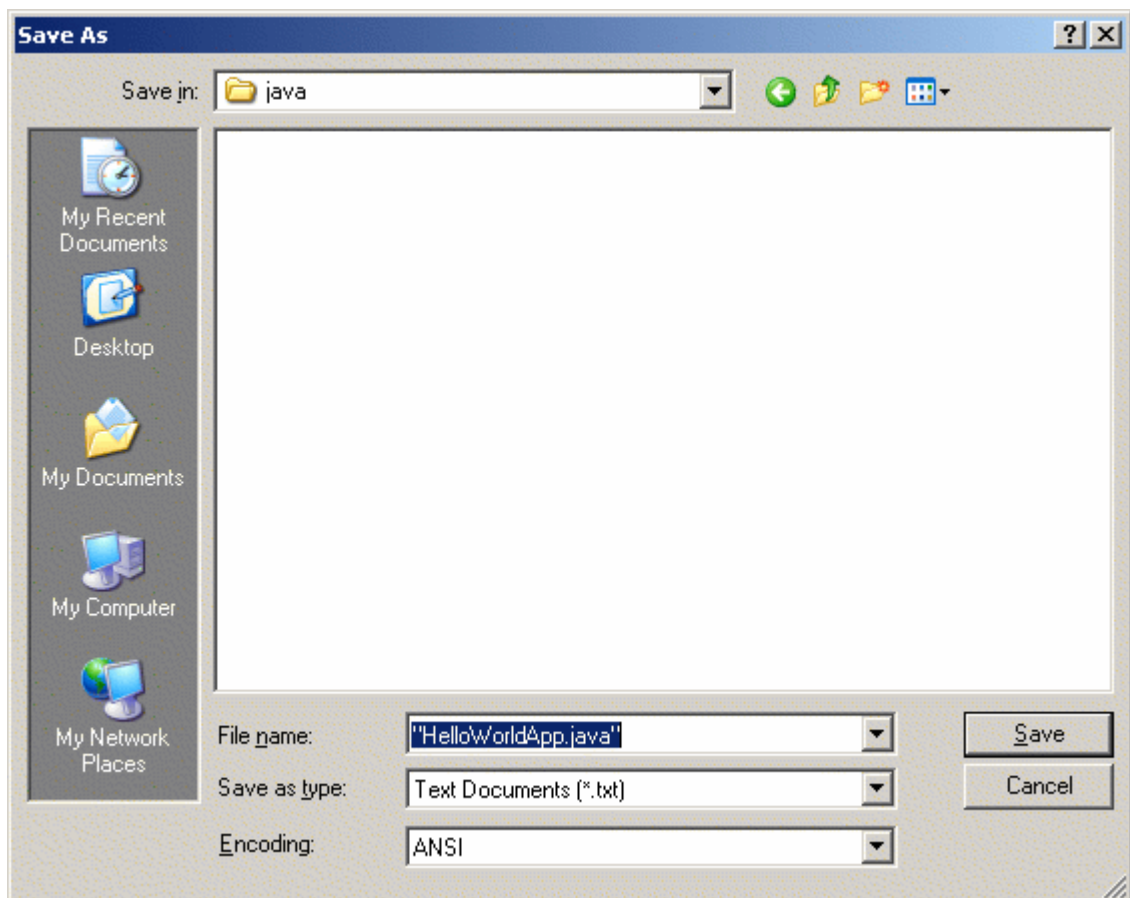 Save As
Save in:
java
My Recent
Documents
Desktop
My Documents
My Computer
My Network
Places
File name:
"HelloWorldApp.java"
Save
Save as type:
Text Documents (*.txt)
Cancel
Encoding:
ANSI